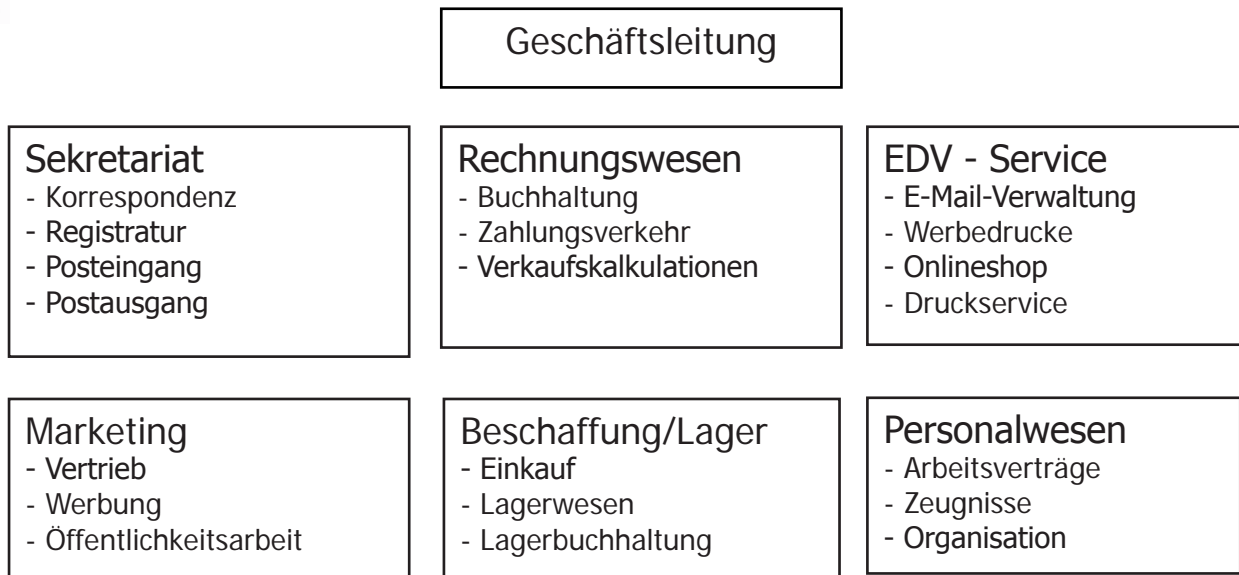 Geschäftsleitung
Sekretariat
- Korrespondenz
- Registratur
- Posteingang
- Postausgang
Rechnungswesen
- Buchhaltung
- Zahlungsverkehr
- Verkaufskalkulationen
EDV - Service
- E-Mail-Verwaltung
- Werbedrucke
- Onlineshop
- Druckservice
Marketing
- Vertrieb
- Werbung
- Öffentlichkeitsarbeit
Beschaffung/Lager
- Einkauf
- Lagerwesen
- Lagerbuchhaltung
Personalwesen
- Arbeitsverträge
- Zeugnisse
- Organisation